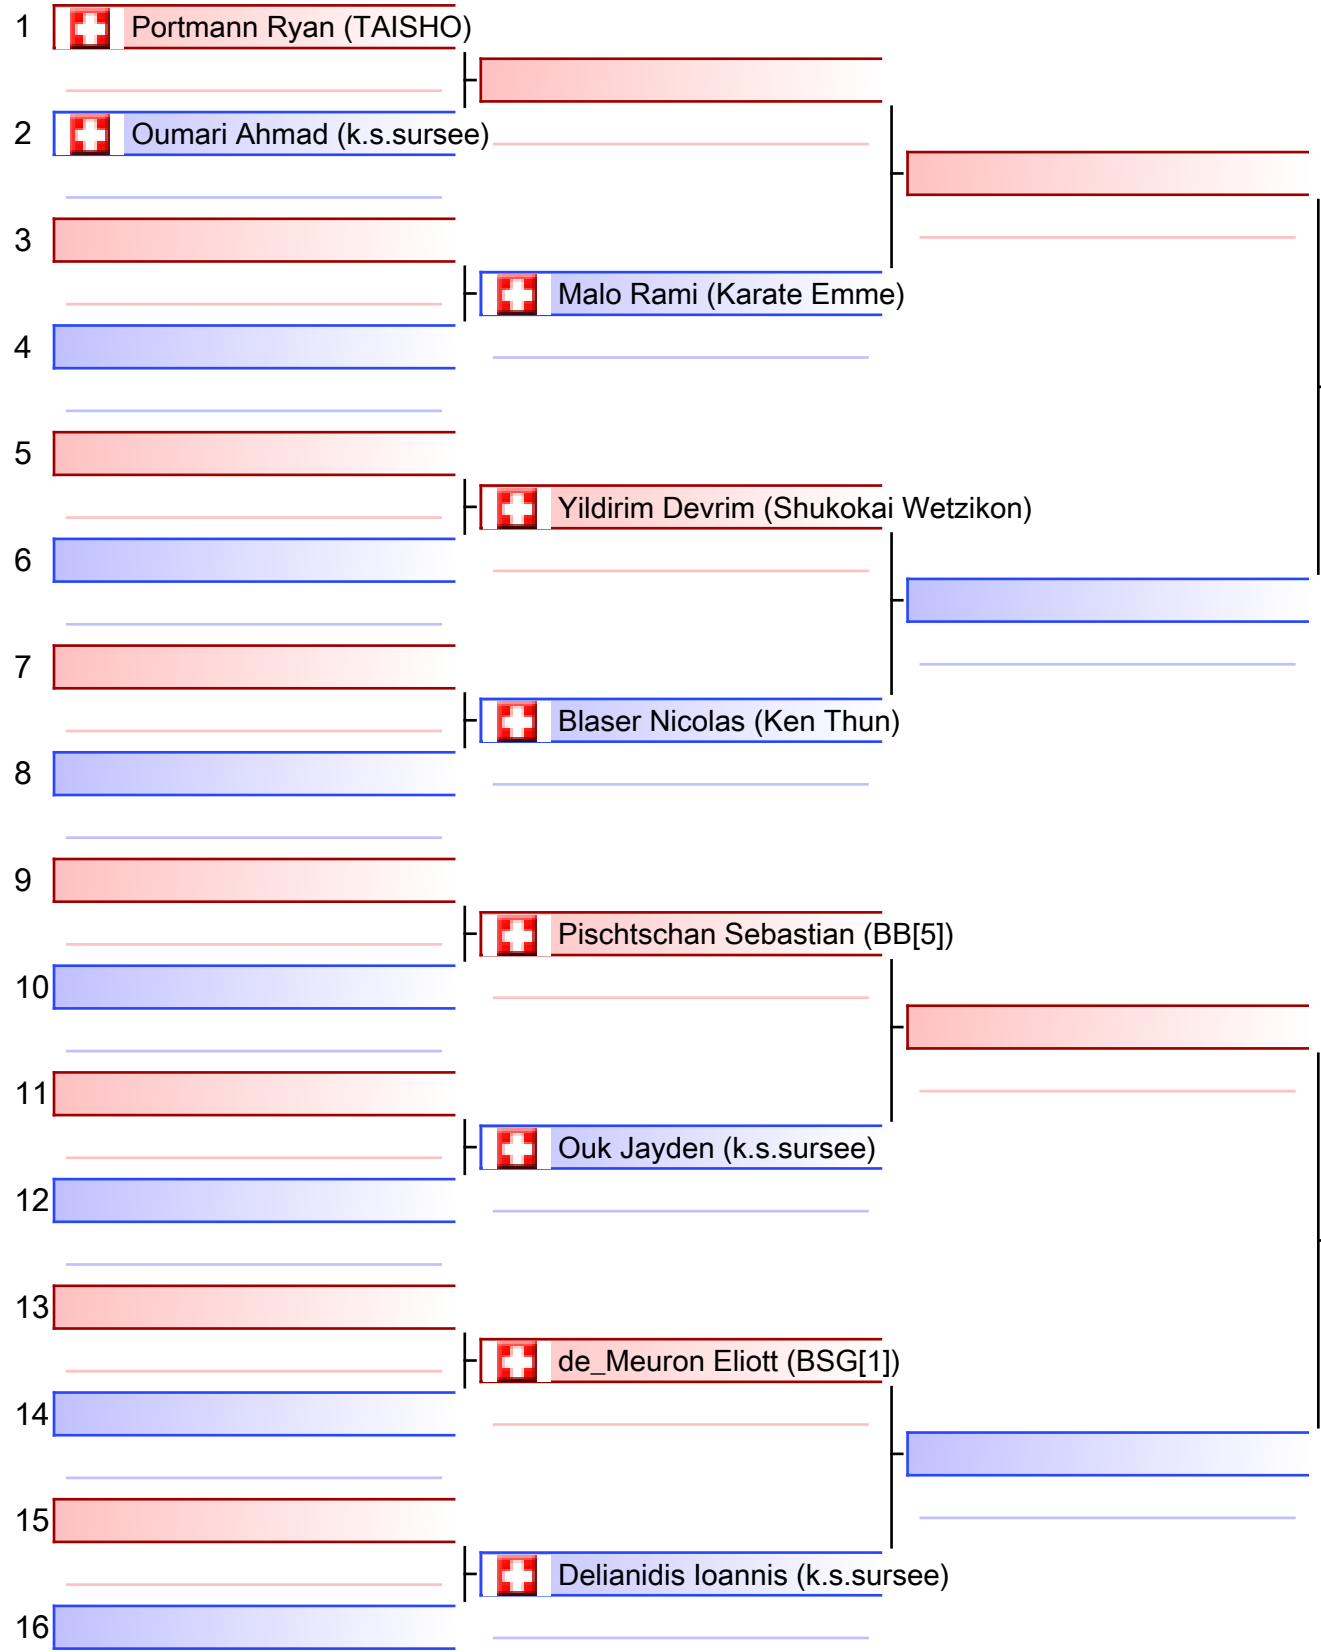 1 Portmann Ryan (TAISHO)
2 Oumari Ahmad (k.s.sursee)
3
Malo Rami (Karate Emme)
4
5
Yildirim Devrim (Shukokai Wetzikon)
6
7
Blaser Nicolas (Ken Thun)
8
9
Pischtschan Sebastian (BB[5])
10
11
Ouk Jayden (k.s.sursee)
12
13
de_Meuron Eliott (BSG[1])
14
15
Delianidis Ioannis (k.s.sursee)
16